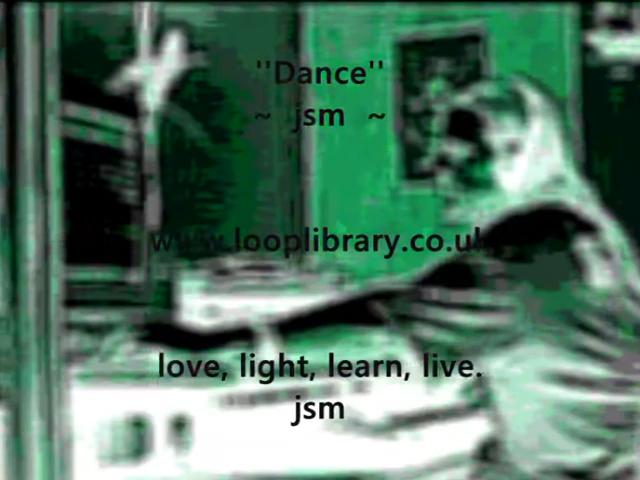 ''Dance''
~ jsm ~
www.looplibrary.co.uk
love, light, learn, live.
jsm